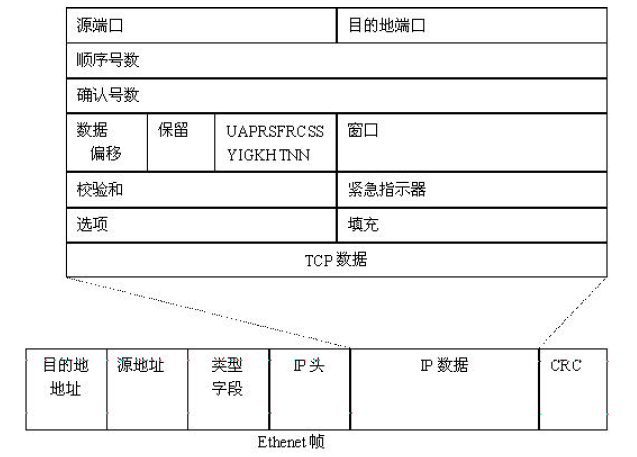 源端口 目的地端口
顺序号数
确认号数
数据 保留 UAPRSFRCSS 窗口
偏移 YIGKHTNN
校验和 紧急指示器
选项 填充
TCP 数据
目的地 源地址 类型 IP 头 IP 数据 CRC
地址 字段
Ethenet 帧